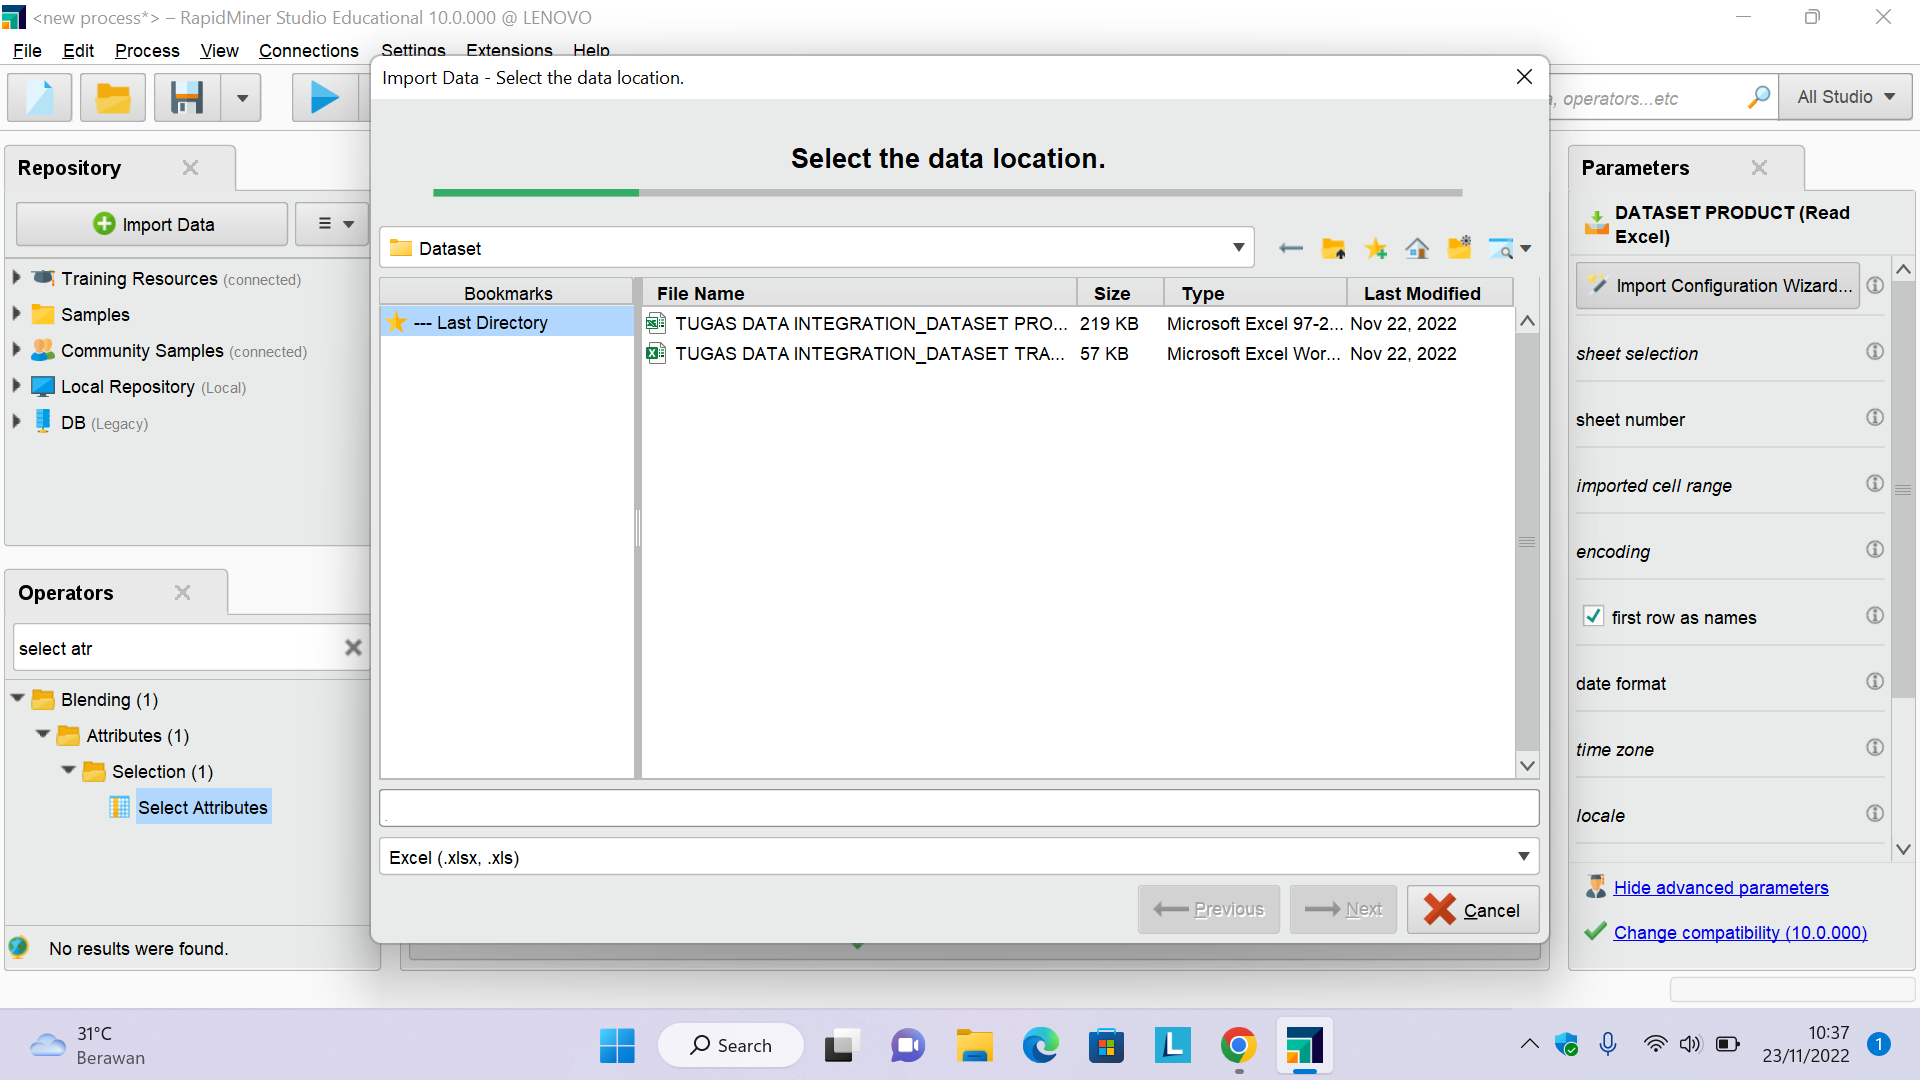 <new process*> – RapidMiner Studio Educational 10.0.000 @ LENOVO
File Edit Process View Connections Settings Extensions Help
Import Data - Select the data location.
operators...etc
All Studio
Select the data location.
Repository
Import Data
Training Resources (connected)
Samples
Community Samples (connected)
Local Repository (Local)
DB (Legacy)
Dataset
Bookmarks
--- Last Directory
File Name Size Type Last Modified
TUGAS DATA INTEGRATION_DATASET PRO... 219 KB Microsoft Excel 97-2... Nov 22, 2022
TUGAS DATA INTEGRATION_DATASET TRA... 57 KB Microsoft Excel Wor... Nov 22, 2022
Excel (.xlsx, .xls)
Previous
Next
Cancel
Operators
select atr
Blending (1)
Attributes (1)
Selection (1)
Select Attributes
No results were found.
Parameters
DATASET PRODUCT (Read
Excel)
Import Configuration Wizard...
sheet selection
sheet number
imported cell range
encoding
first row as names
date format
time zone
locale
Hide advanced parameters
Change compatibility (10.0.000)
31°C
Berawan
Search
10:37
23/11/2022
1